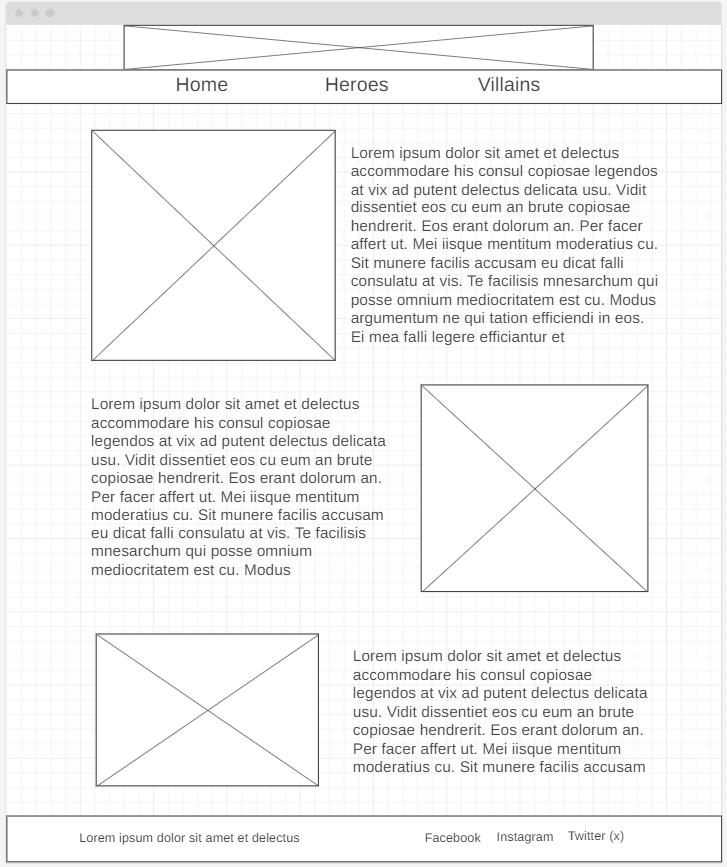 Home Heroes Villains
Lorem ipsum dolor sit amet et delectus
accommodare his consul copiosae legendos
at vix ad putent delectus delicata usu. Vidit
dissentiet eos cu eum an brute copiosae
hendrerit. Eos erant dolorum an. Per facer
affert ut. Mei iisque mentitum moderatius cu.
Sit munere facilis accusam eu dicat falli
consulatu at vis. Te facilisis mnesarchum qui
posse omnium mediocritatem est cu. Modus
argumentum ne qui tation efficiendi in eos.
Ei mea falli legere efficiantur et
Lorem ipsum dolor sit amet et delectus
accommodare his consul copiosae
legendos at vix ad putent delectus delicata
usu. Vidit dissentiet eos cu eum an brute
copiosae hendrerit. Eos erant dolorum an.
Per facer affert ut. Mei iisque mentitum
moderatius cu. Sit munere facilis accusam
eu dicat falli consulatu at vis. Te facilisis
mnesarchum qui posse omnium
mediocritatem est cu. Modus
Lorem ipsum dolor sit amet et delectus
accommodare his consul copiosae
legendos at vix ad putent delectus delicata
usu. Vidit dissentiet eos cu eum an brute
copiosae hendrerit. Eos erant dolorum an.
Per facer affert ut. Mei iisque mentitum
moderatius cu. Sit munere facilis accusam
Lorem ipsum dolor sit amet et delectus Facebook Instagram Twitter (x)